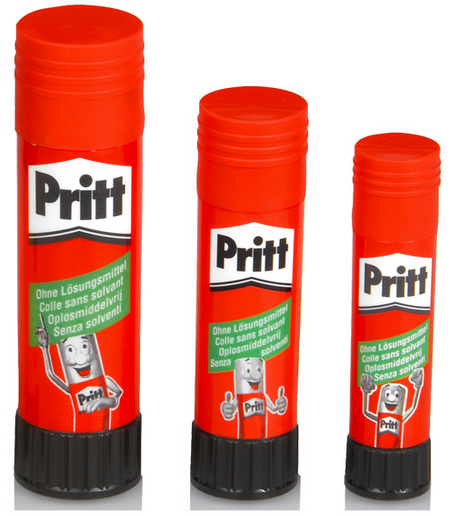 Pritt
Ohne Lösungsmittel
Colle sans solvant
Oplosmiddelvrij
Senza solventi
Pritt
Pritt
Ohne Lösungsmittel
Colle sans solvant
Oplosmiddelvrij
Senza solventi
Pritt
Pritt
Ohne Lösungsmittel
Colle sans solvant
Oplosmiddelvrij
Senza solventi
Pritt